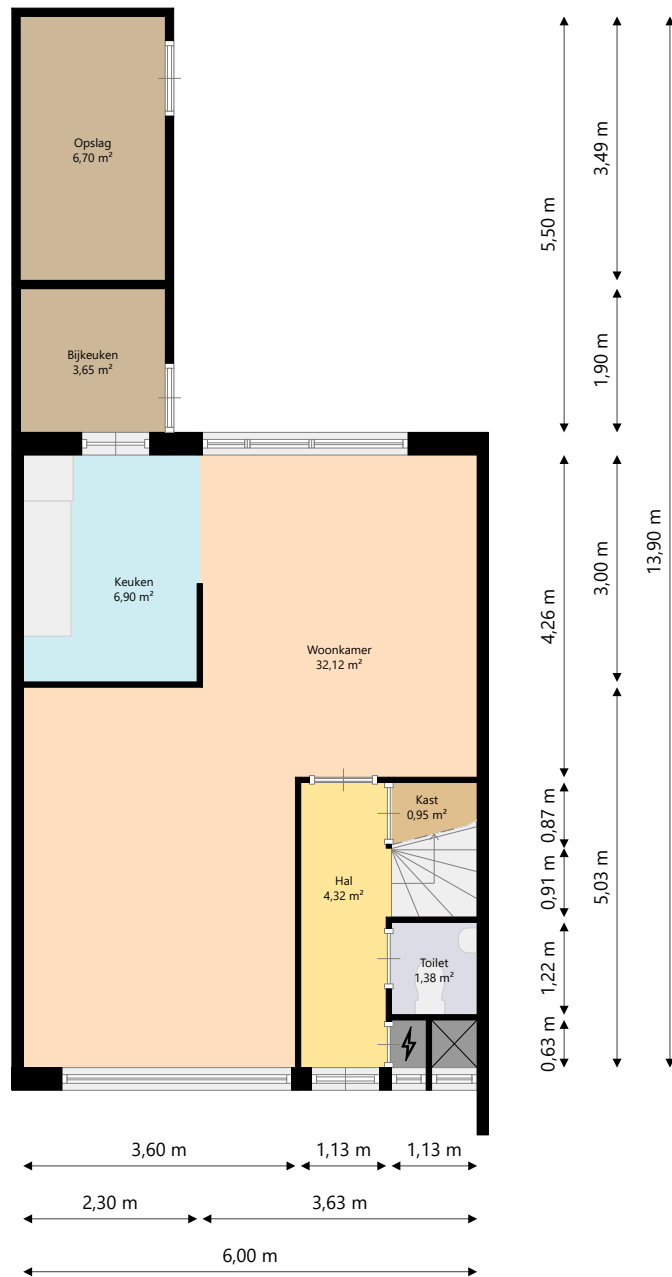 Opslag
6,70 m²
Bijkeuken
3,65 m²
Keuken
6,90 m²
Woonkamer
32,12 m²
Kast
0,95 m²
Hal
4,32 m²
Toilet
1,38 m²
5,50 m
3,49 m
1,90 m
13,90 m
4,26 m
3,00 m
0,87 m
0,91 m
5,03 m
1,22 m
0,63 m
3,60 m
1,13 m
1,13 m
2,30 m
3,63 m
6,00 m